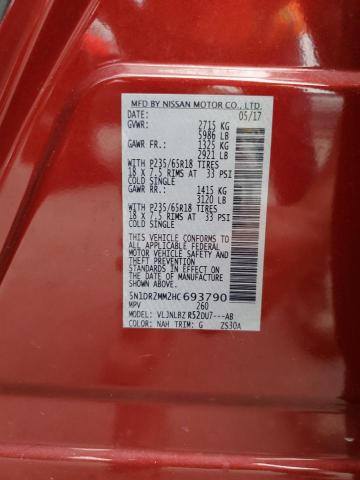 MFD BY NISSAN MOTOR CO., LTD.
DATE: 05/17
GVWR: 2715 KG
5986 LB
GAWR FR.: 1325 KG
2921 LB
WITH P235/65R18 TIRES
18 X 7.5 RIMS AT 33 PSI
COLD SINGLE
GAWR RR.: 1415 KG
3120 LB
WITH P235/65R18 TIRES
18 X 7.5 RIMS AT 33 PSI
COLD SINGLE
THIS VEHICLE CONFORMS TO ALL
APPLICABLE FEDERAL
MOTOR VEHICLE SAFETY AND
THEFT PREVENTION
STANDARDS IN EFFECT ON THE
DATE OF MANUFACTURE
SHOWN ABOVE.
5N1DR2MM2HC693790
MPV 260
MODEL: VLJNLRZ R52DU7---AB
COLOR: NAH TRIM: G ZS30A